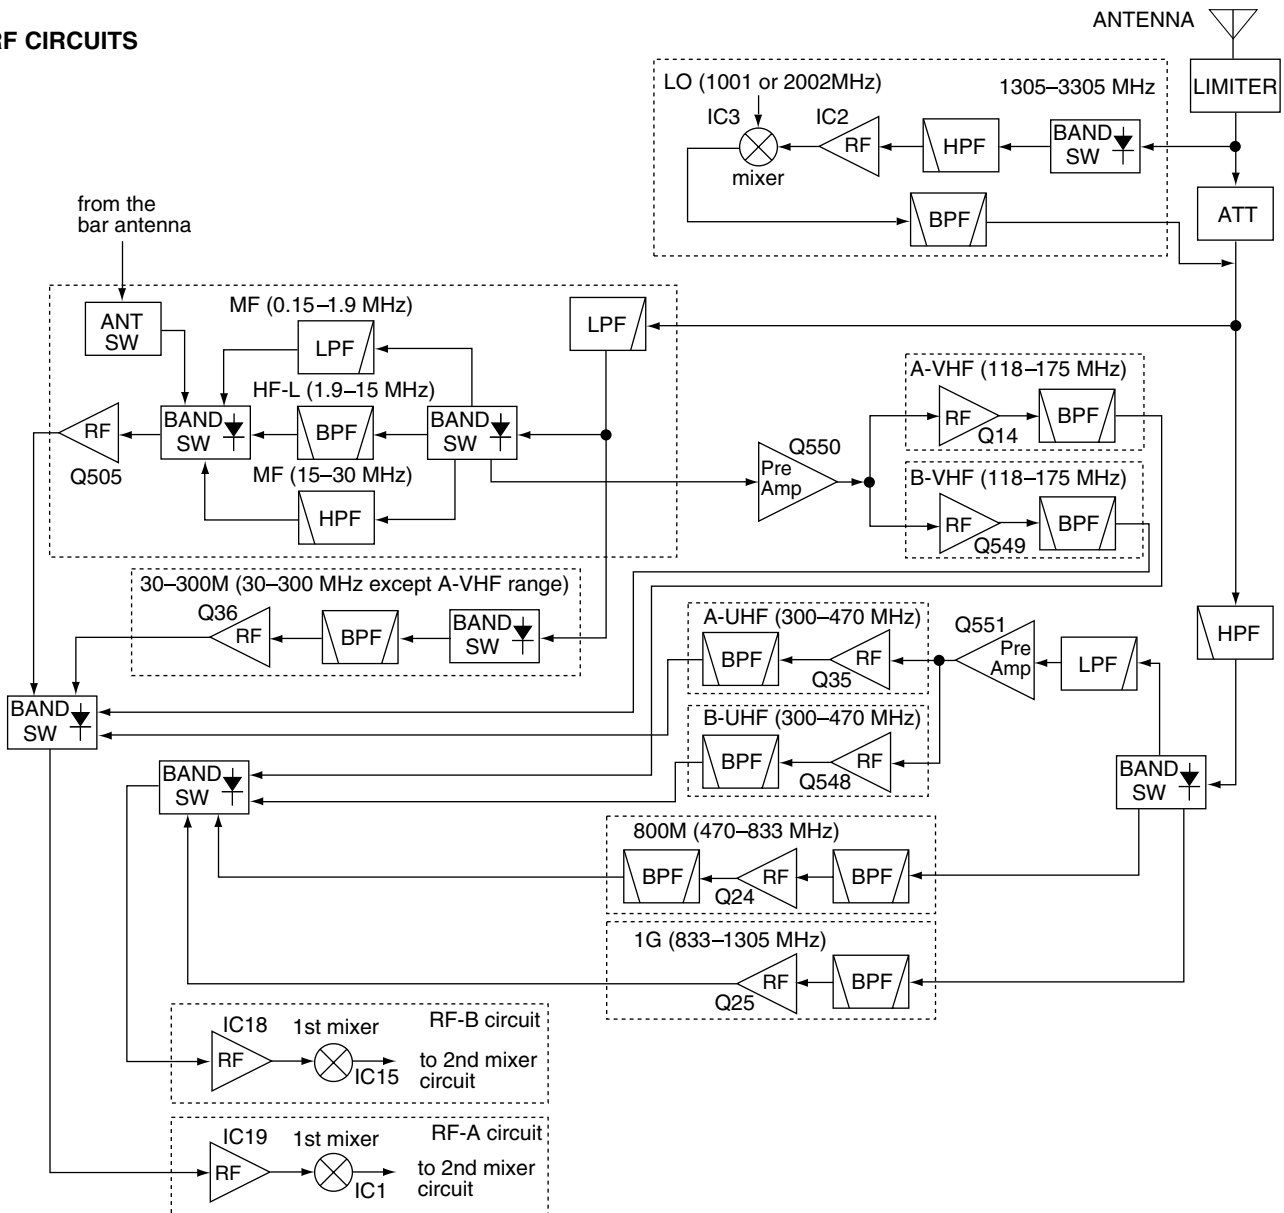 RF CIRCUITS
ANTENNA
LIMITER
LO (1001 or 2002MHz)
1305–3305 MHz
IC3
IC2
RF
HPF
BAND
SW
mixer
BPF
ATT
from the
bar antenna
ANT
SW
MF (0.15–1.9 MHz)
LPF
LPF
HF-L (1.9–15 MHz)
RF
Q505
BAND
SW
BPF
BAND
SW
MF (15–30 MHz)
HPF
Pre
Amp
Q550
A-VHF (118–175 MHz)
RF
Q14
BPF
B-VHF (118–175 MHz)
RF
Q549
BPF
30–300M (30–300 MHz except A-VHF range)
Q36
RF
BPF
BAND
SW
A-UHF (300–470 MHz)
BPF
RF
Q35
Q551
Pre
Amp
LPF
HPF
BAND
SW
B-UHF (300–470 MHz)
BPF
RF
Q548
BAND
SW
BAND
SW
800M (470–833 MHz)
BPF
RF
Q24
BPF
1G (833–1305 MHz)
RF
Q25
BPF
IC18
1st mixer
RF-B circuit
RF
IC15
to 2nd mixer
circuit
IC19
1st mixer
RF-A circuit
RF
IC1
to 2nd mixer
circuit